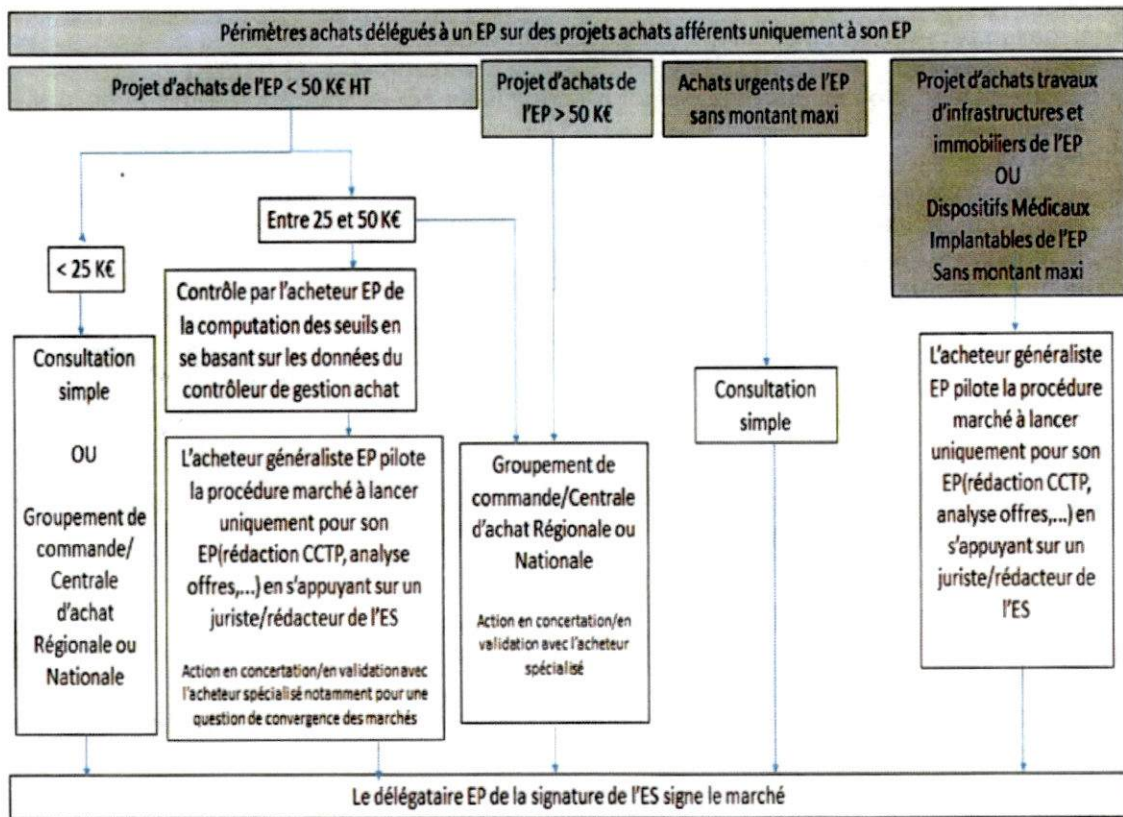 Périmètres achats délégués à un EP sur des projets achats afférents uniquement à son EP
Projet d'achats de l'EP < 50 K€ HT
Projet d'achats de
l'EP > 50 K€
Achats urgents de l'EP
sans montant maxi
Projet d'achats travaux
d'infrastructures et
immobiliers de l'EP
OU
Dispositifs Médicaux
Implantables de l'EP
Sans montant maxi
< 25 K€
Entre 25 et 50 K€
Consultation
simple
OU
Groupement de
commande/
Centrale
d'achat
Régionale ou
Nationale
Contrôle par l'acheteur EP de
la computation des seuils en
se basant sur les données du
contrôleur de gestion achat
L'acheteur généraliste EP pilote
la procédure marché à lancer
uniquement pour son
EP(rédaction CCTP, analyse
offres,...) en s'appuyant sur un
juriste/rédacteur de l'ES
Action en concertation/en validation avec
l'acheteur spécialisé notamment pour une
question de convergence des marchés
Groupement de
commande/Centrale
d'achat Régionale ou
Nationale
Action en concertation/en
validation avec l'acheteur
spécialisé
Consultation
simple
L'acheteur généraliste
EP pilote la procédure
marché à lancer
uniquement pour son
EP(rédaction CCTP,
analyse offres,...) en
s'appuyant sur un
juriste/rédacteur de
l'ES
Le délégataire EP de la signature de l'ES signe le marché